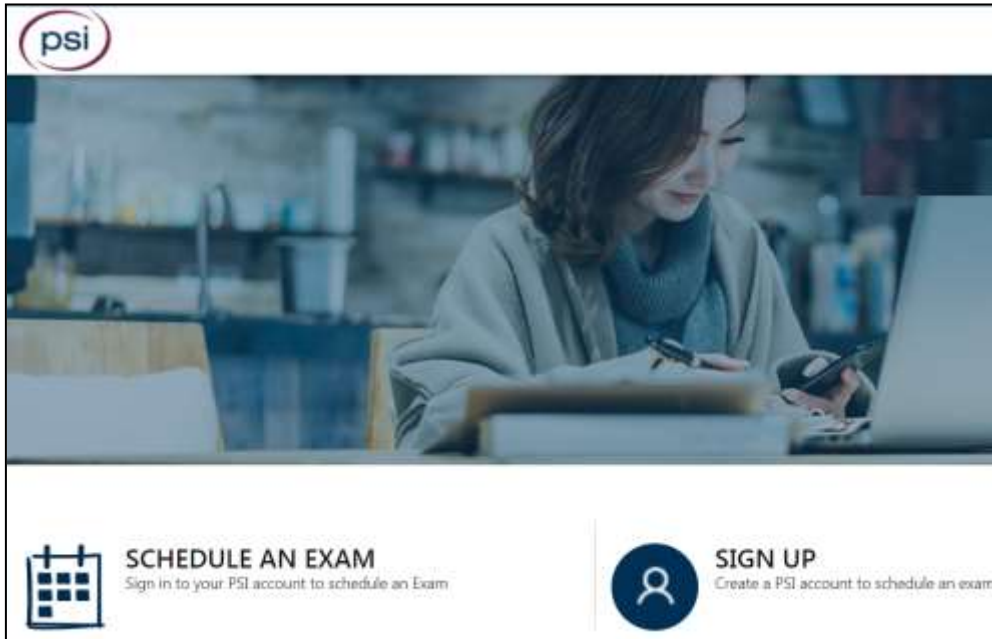 psi
SCHEDULE AN EXAM
Sign in to your PSI account to schedule an Exam
SIGN UP
Create a PSI account to schedule an exam